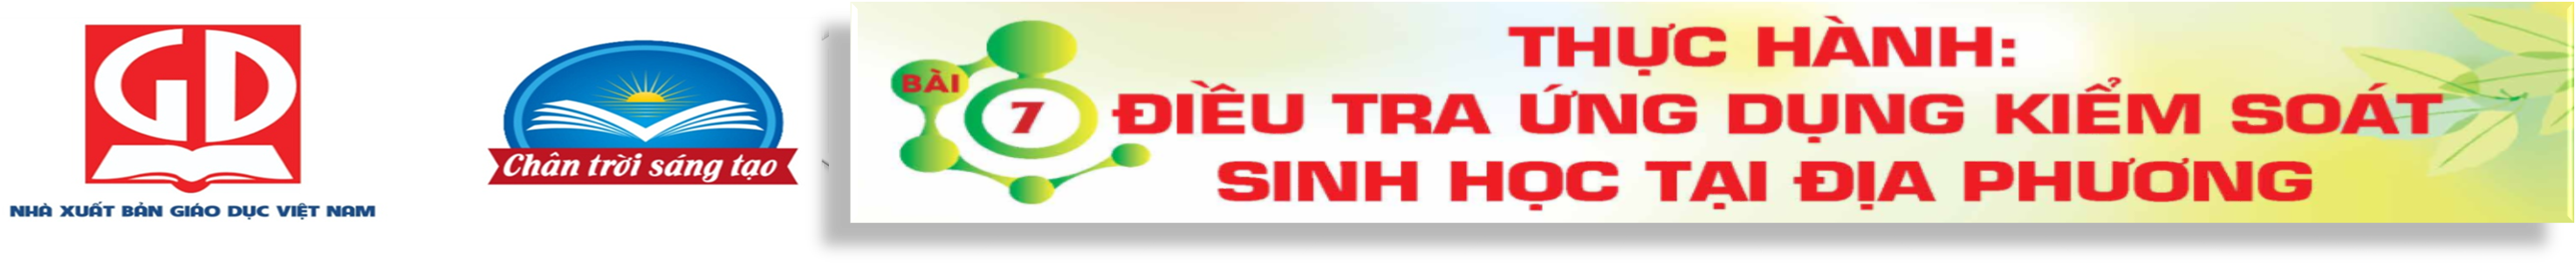 GD
NHÀ XUẤT BẢN GIÁO DỤC VIỆT NAM
Chân trời sáng tạo
BÀI
7
THỰC HÀNH:
ĐIỀU TRA ỨNG DỤNG KIỂM SOÁT
SINH HỌC TẠI ĐỊA PHƯƠNG